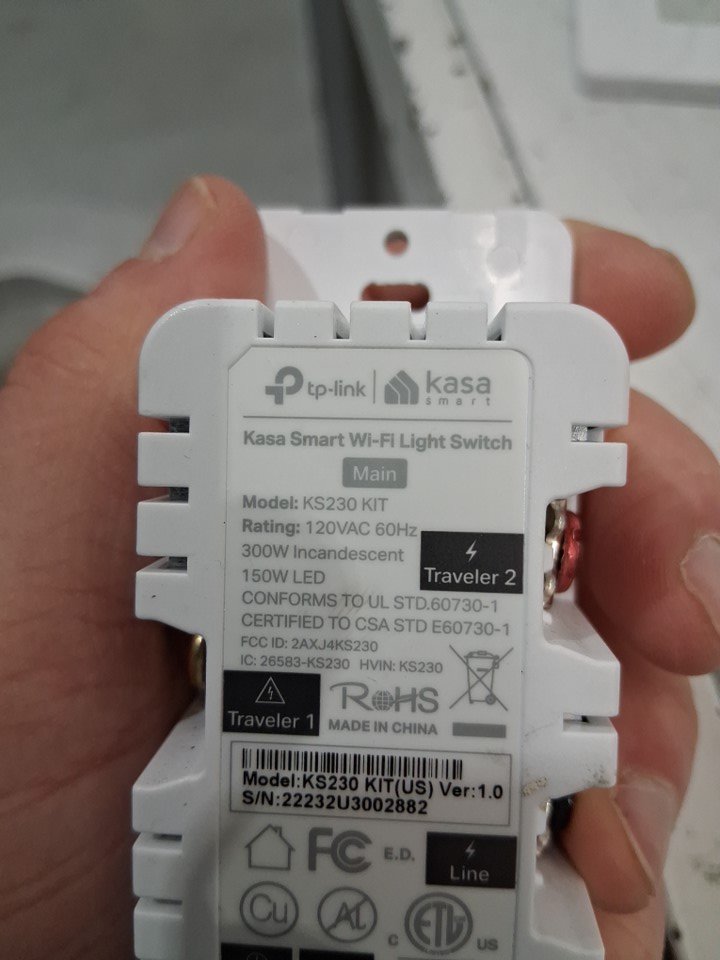 tp-link | kasa smart
Kasa Smart Wi-Fi Light Switch
Main
Model: KS230 KIT
Rating: 120VAC 60Hz
300W Incandescent
150W LED
Traveler 2
CONFORMS TO UL STD.60730-1
CERTIFIED TO CSA STD E60730-1
FCC ID: 2AXJ4KS230
IC: 26583-KS230 HVIN: KS230
Traveler 1
RoHS
MADE IN CHINA
Model:KS230 KIT(US) Ver:1.0
S/N:22232U3002882
FC E.D.
Line
Cu Al c ETL us